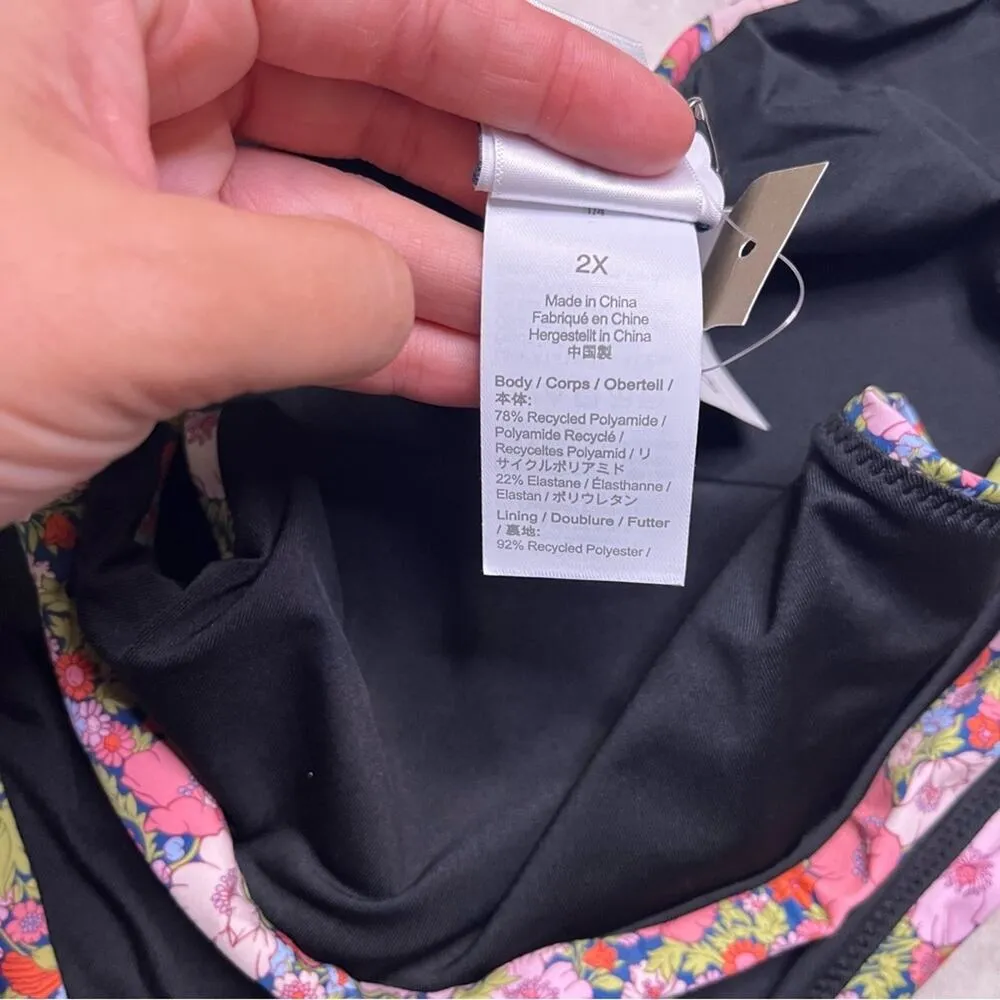 2X
Made in China
Fabriqué en Chine
Hergestellt in China
中国製
Body / Corps / Oberteil /
本体:
78% Recycled Polyamide /
Polyamide Recyclé /
Recyceltes Polyamid / リ
サイクルポリアミド
22% Elastane / Élasthanne /
Elastan / ポリウレタン
Lining / Doublure / Futter
/ 裏地:
92% Recycled Polyester /